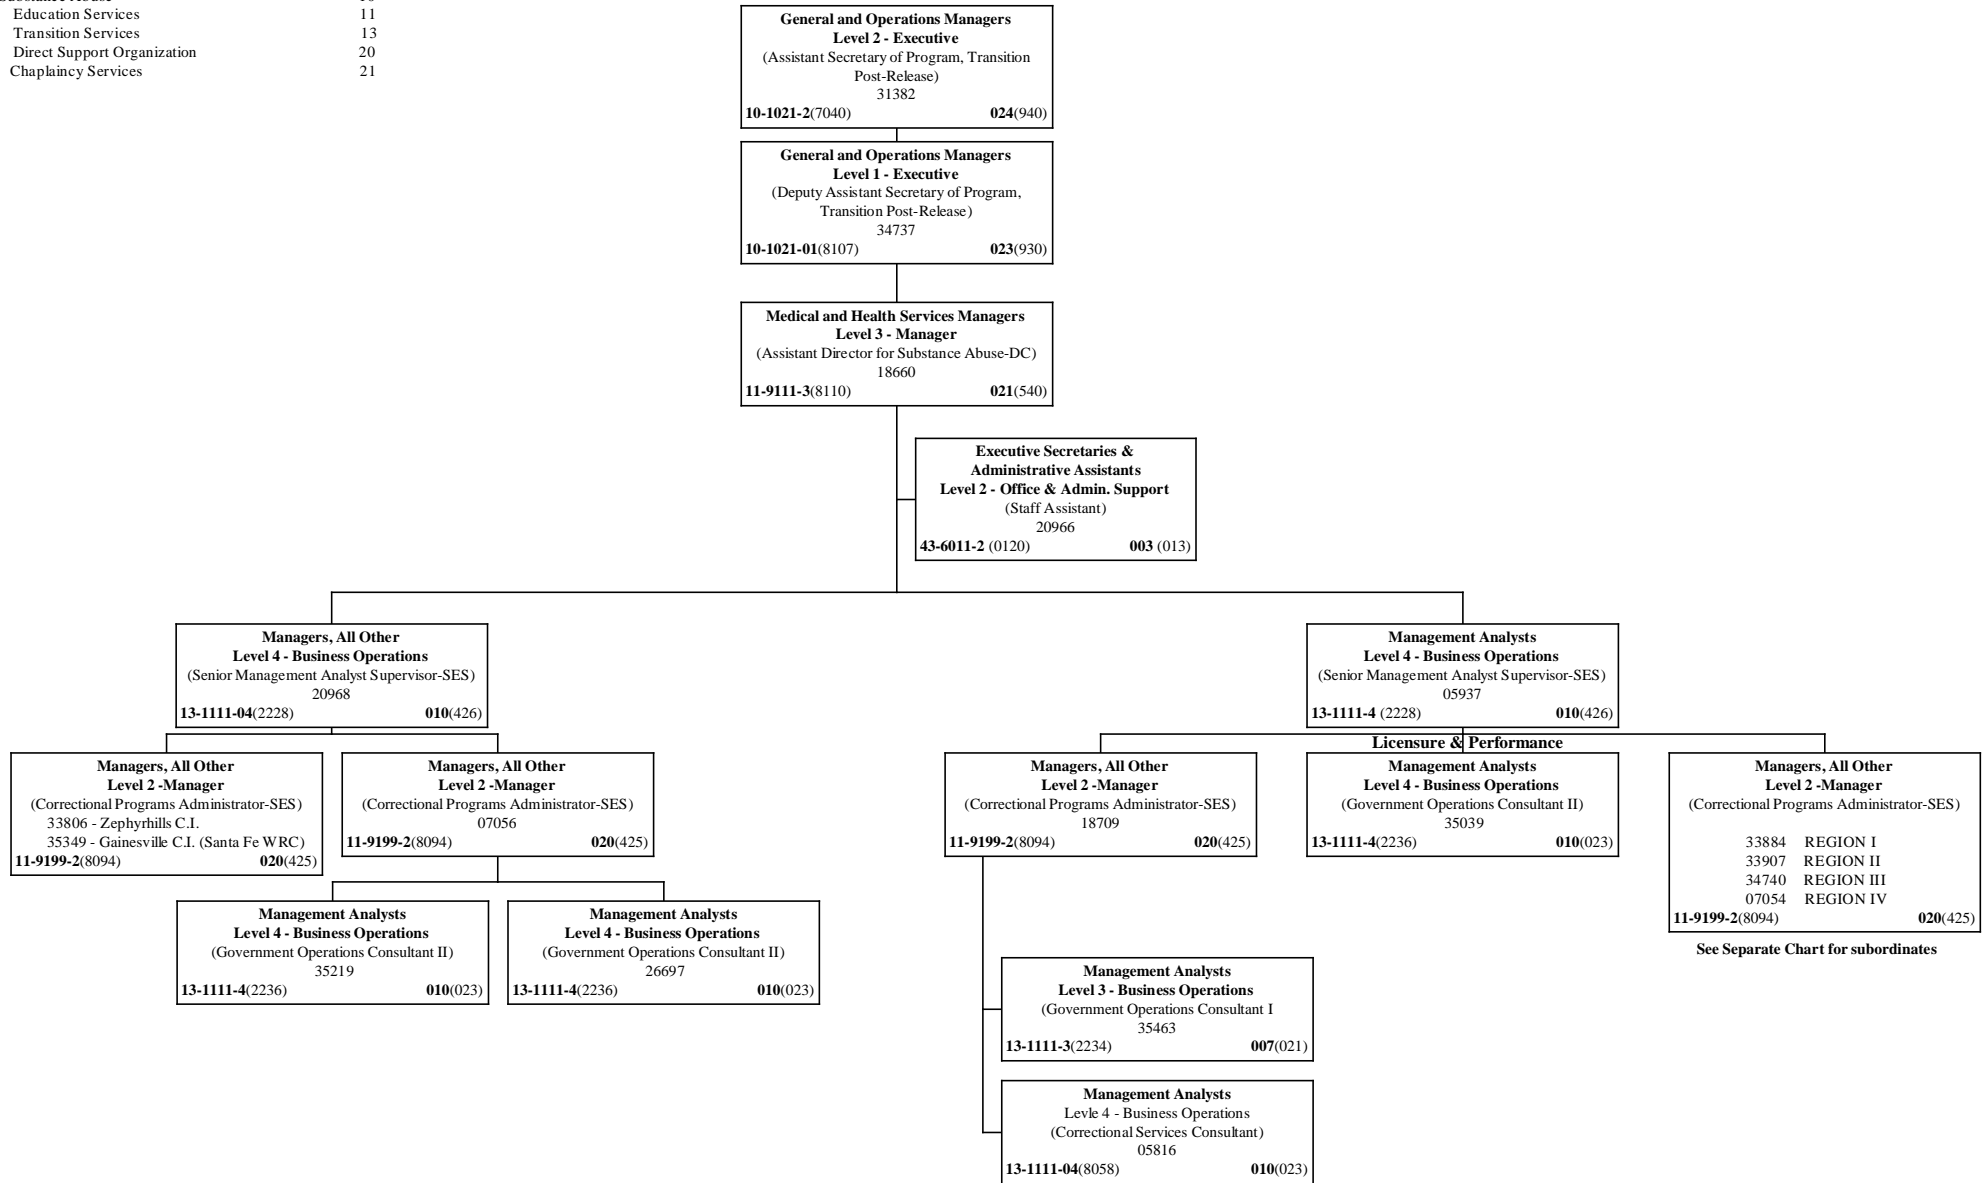 Education Services 11
Transition Services 13
Direct Support Organization 20
Chaplaincy Services 21
General and Operations Managers
Level 2 - Executive
(Assistant Secretary of Program, Transition
Post-Release)
31382
10-1021-2(7040) 024(940)
General and Operations Managers
Level 1 - Executive
(Deputy Assistant Secretary of Program,
Transition Post-Release)
34737
10-1021-01(8107) 023(930)
Medical and Health Services Managers
Level 3 - Manager
(Assistant Director for Substance Abuse-DC)
18660
11-9111-3(8110) 021(540)
Executive Secretaries &
Administrative Assistants
Level 2 - Office & Admin. Support
(Staff Assistant)
20966
43-6011-2 (0120) 003 (013)
Managers, All Other
Level 4 - Business Operations
(Senior Management Analyst Supervisor-SES)
20968
13-1111-04(2228) 010(426)
Management Analysts
Level 4 - Business Operations
(Senior Management Analyst Supervisor-SES)
05937
13-1111-4 (2228) 010(426)
Managers, All Other
Level 2 -Manager
(Correctional Programs Administrator-SES)
33806 - Zephyrhills C.I.
35349 - Gainesville C.I. (Santa Fe WRC)
11-9199-2(8094) 020(425)
Managers, All Other
Level 2 -Manager
(Correctional Programs Administrator-SES)
07056
11-9199-2(8094) 020(425)
Management Analysts
Level 4 - Business Operations
(Government Operations Consultant II)
35219
13-1111-4(2236) 010(023)
Management Analysts
Level 4 - Business Operations
(Government Operations Consultant II)
26697
13-1111-4(2236) 010(023)
Managers, All Other
Level 2 -Manager
(Correctional Programs Administrator-SES)
18709
11-9199-2(8094) 020(425)
Licensure & Performance
Management Analysts
Level 4 - Business Operations
(Government Operations Consultant II)
35039
13-1111-4(2236) 010(023)
Managers, All Other
Level 2 -Manager
(Correctional Programs Administrator-SES)
33884 REGION I
33907 REGION II
34740 REGION III
07054 REGION IV
11-9199-2(8094) 020(425)
See Separate Chart for subordinates
Management Analysts
Level 3 - Business Operations
(Government Operations Consultant I
35463
13-1111-3(2234) 007(021)
Management Analysts
Levle 4 - Business Operations
(Correctional Services Consultant)
05816
13-1111-04(8058) 010(023)